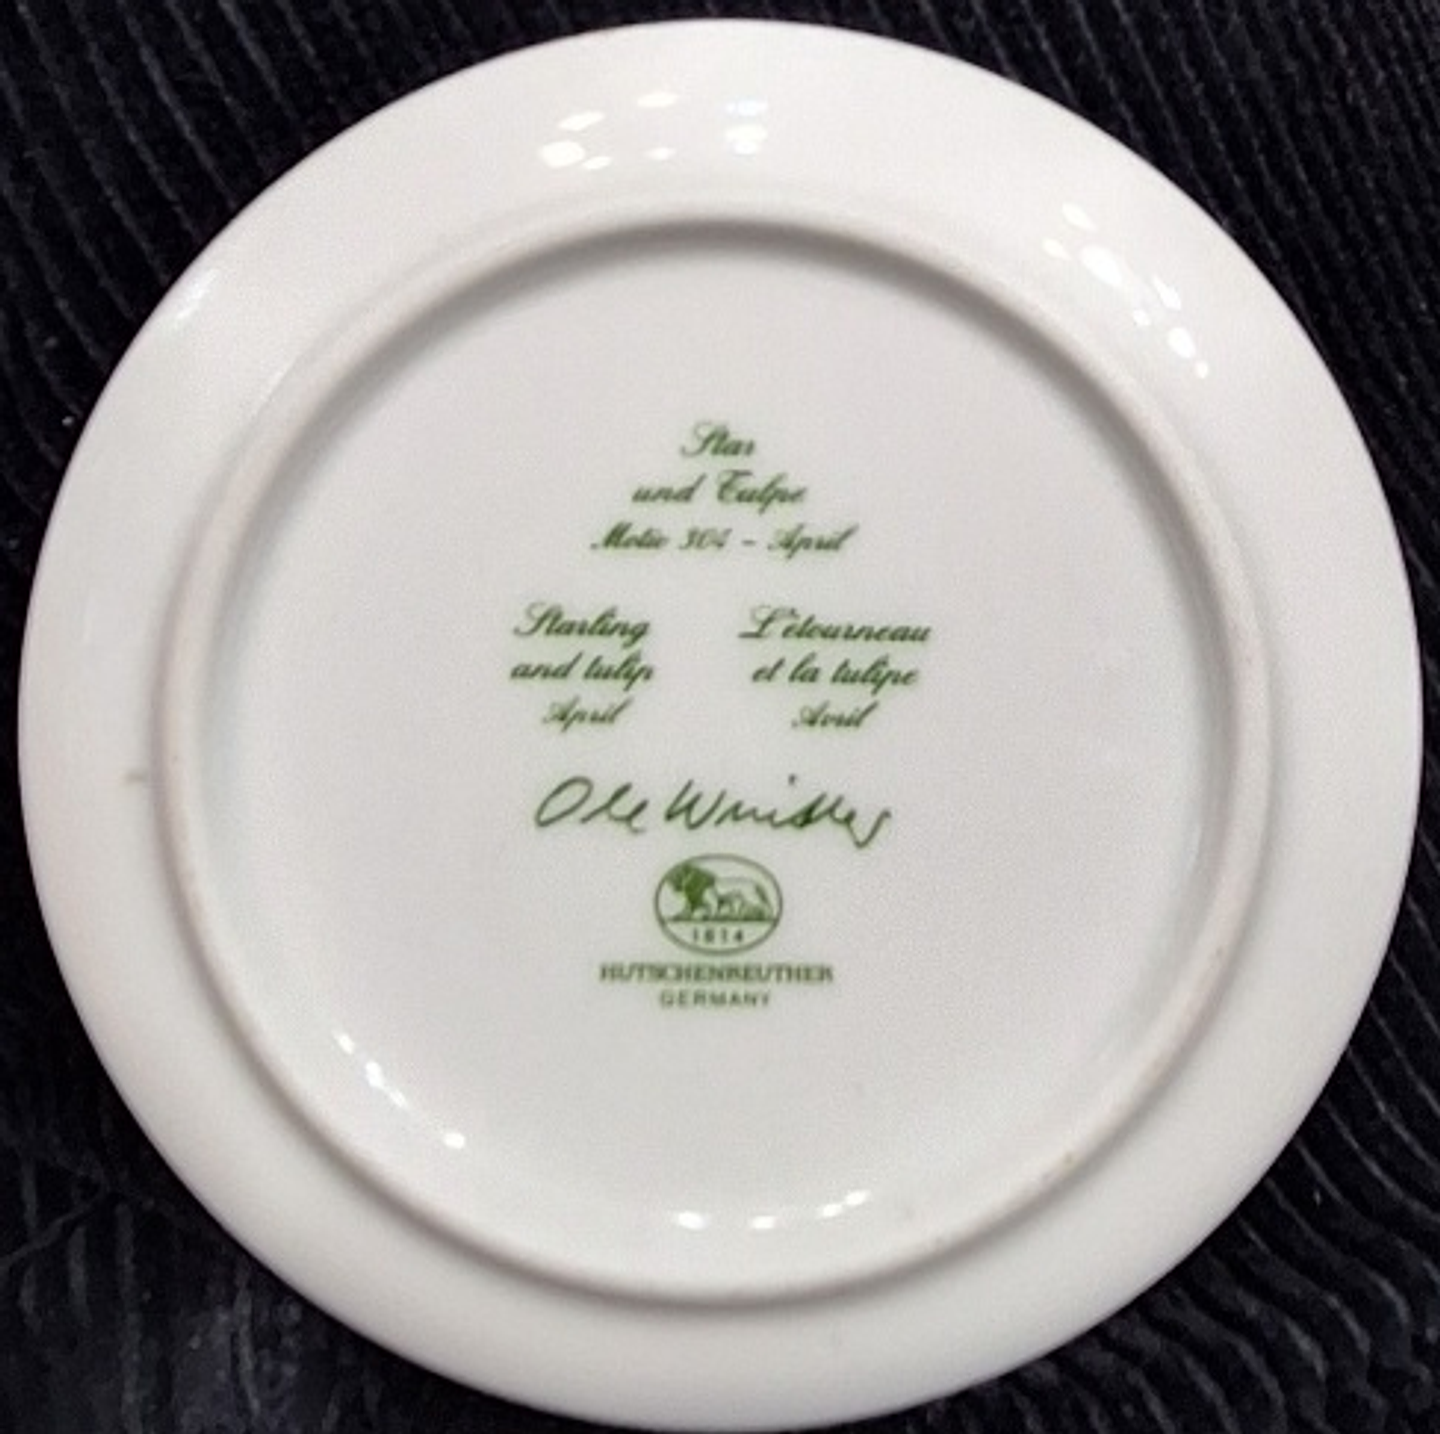 Star
und Tulpe
Motiv 304 – April
Starling
and tulip
April
L'étourneau
et la tulipe
Avril
Ole Winther
1814
HUTSCHENREUTHER
GERMANY